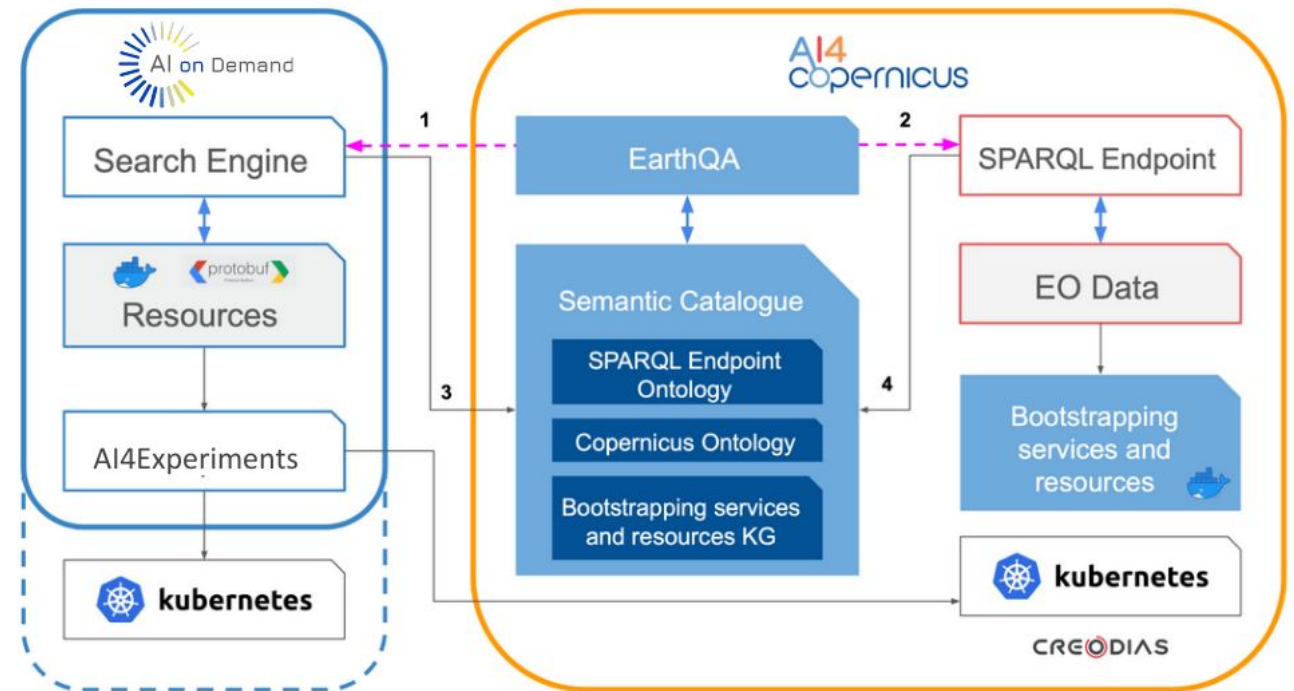 AI on Demand
AI4
copernicus
1
2
Search Engine
EarthQA
SPARQL Endpoint
protobuf
Resources
Semantic Catalogue
EO Data
SPARQL Endpoint
Ontology
3
4
Copernicus Ontology
Bootstrapping
services and
resources
AI4Experiments
Bootstrapping services
and resources KG
kubernetes
kubernetes
CREODIAS